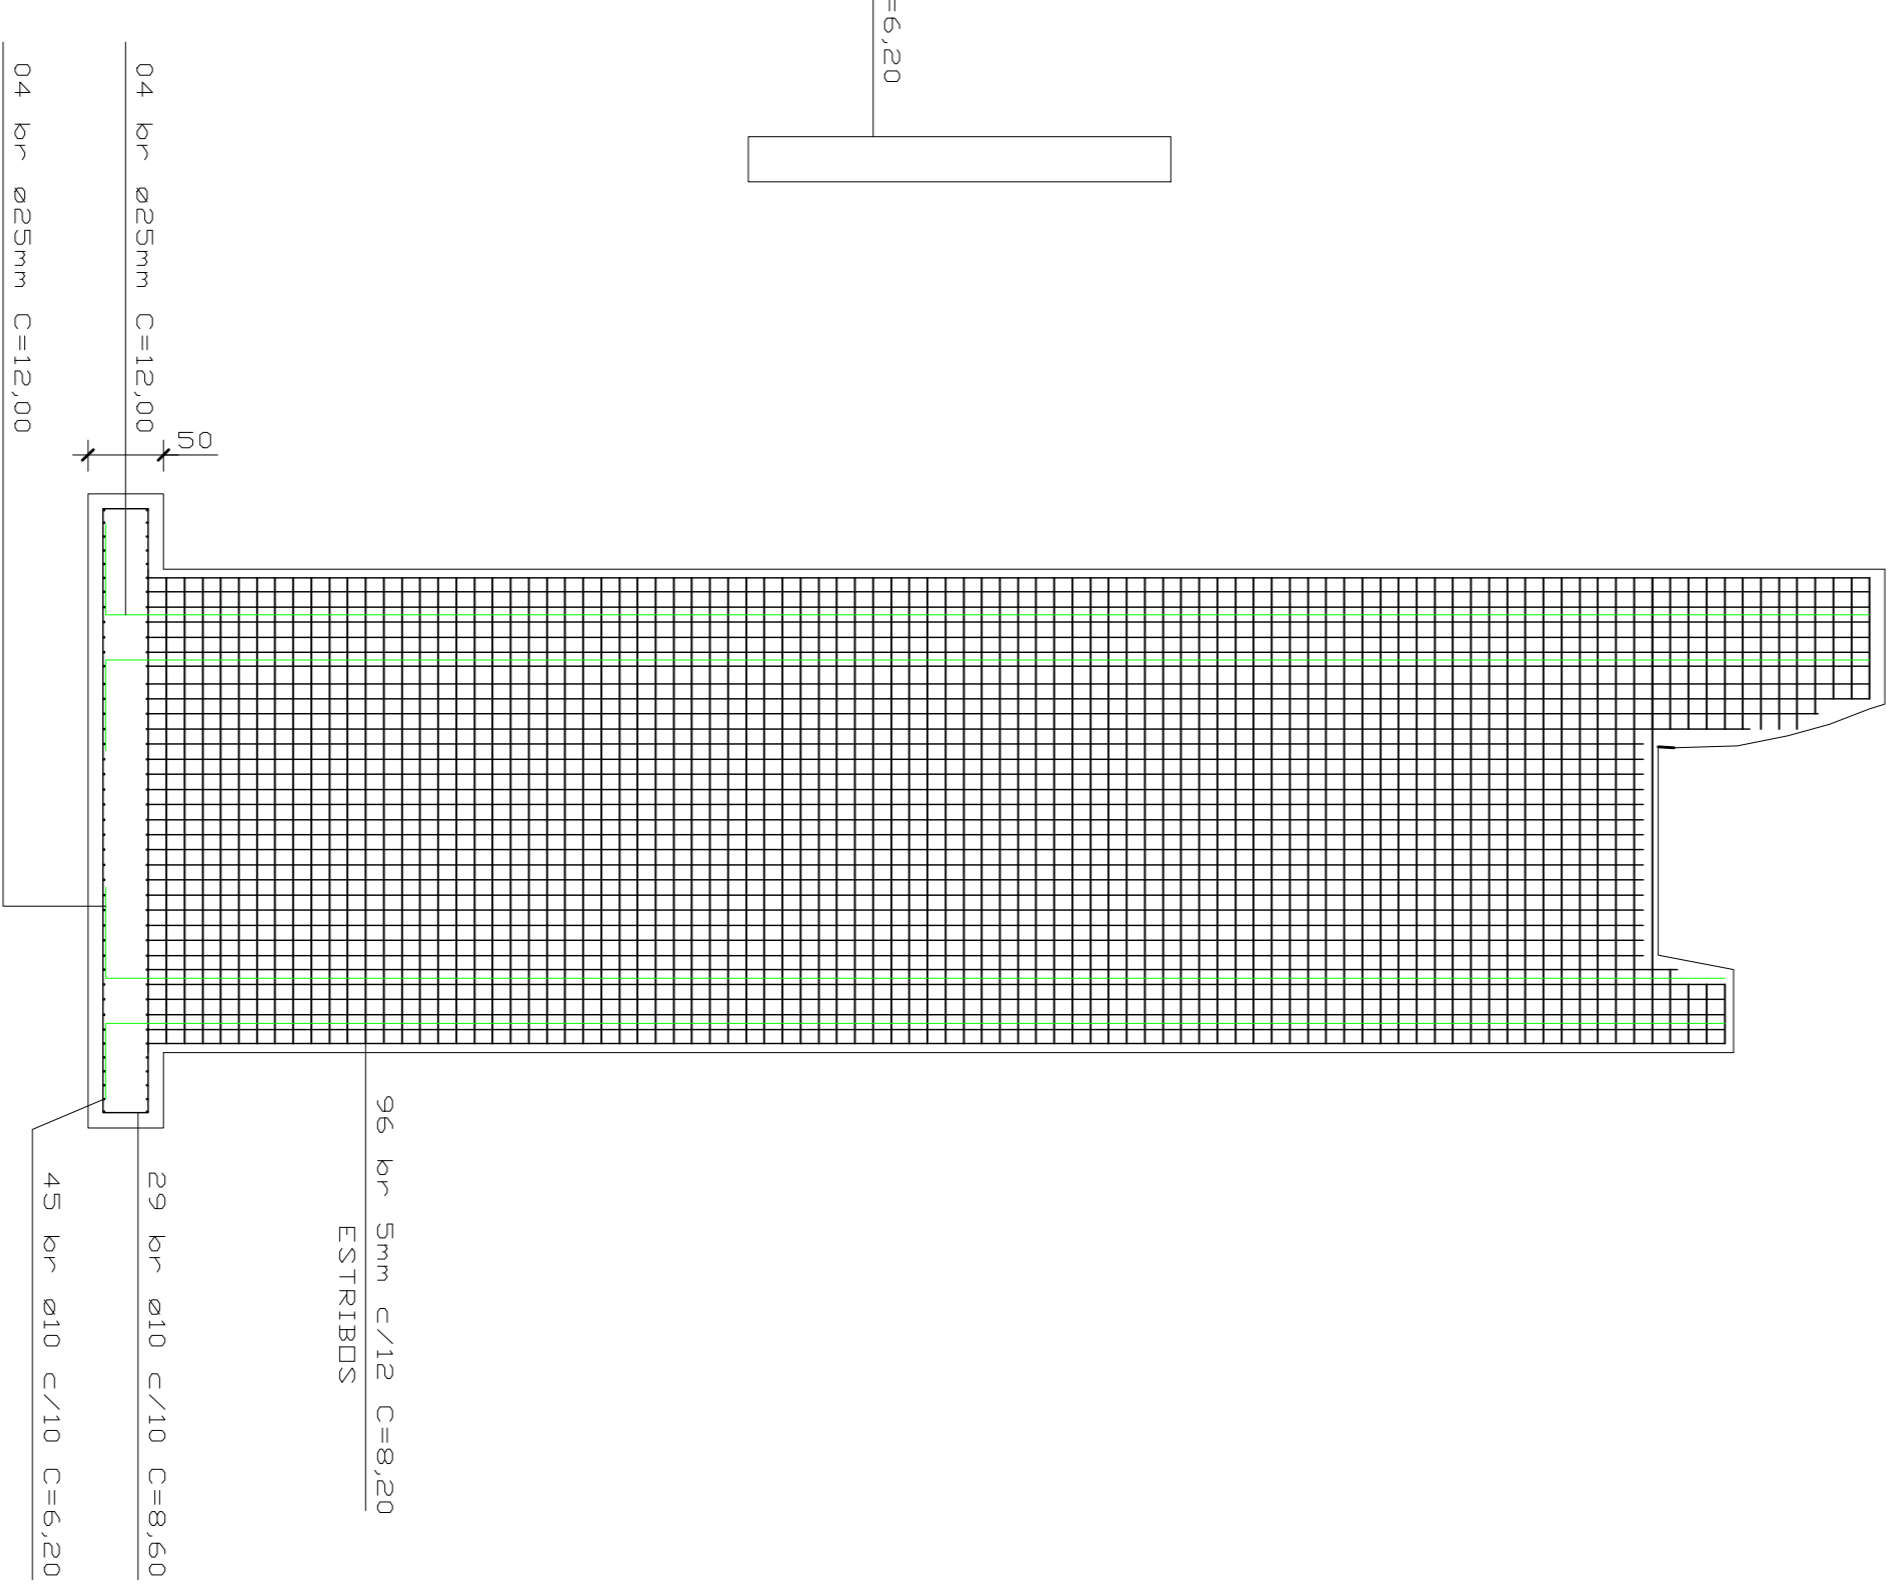 =6,20
04 br ø25mm C=12,00
04 br ø25mm C=12,00
50
96 br 5mm c/12 C=8,20
ESTRIBOS
29 br ø10 c/10 C=8,60
45 br ø10 c/10 C=6,20